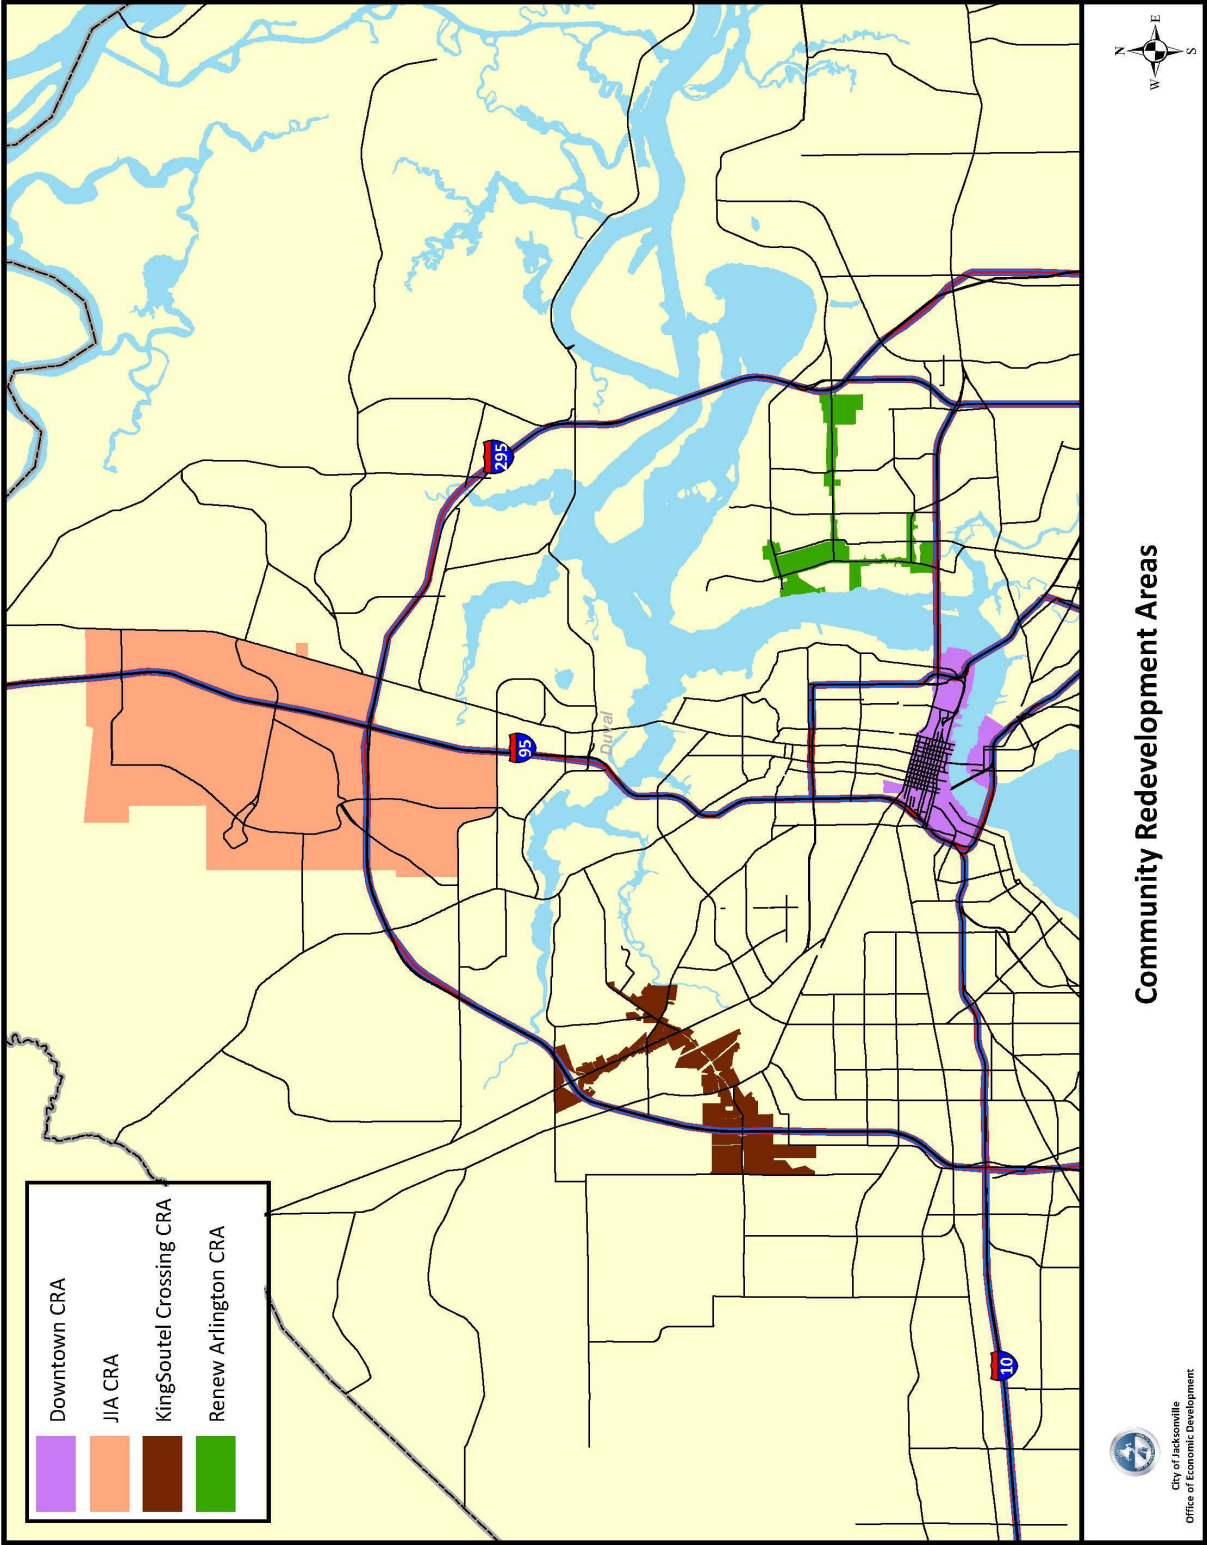 Downtown CRA
JIA CRA
KingSoutel Crossing CRA
Renew Arlington CRA
295
95
Duval
10
Community Redevelopment Areas
N
E
S
W
City of Jacksonville
Office of Economic Development